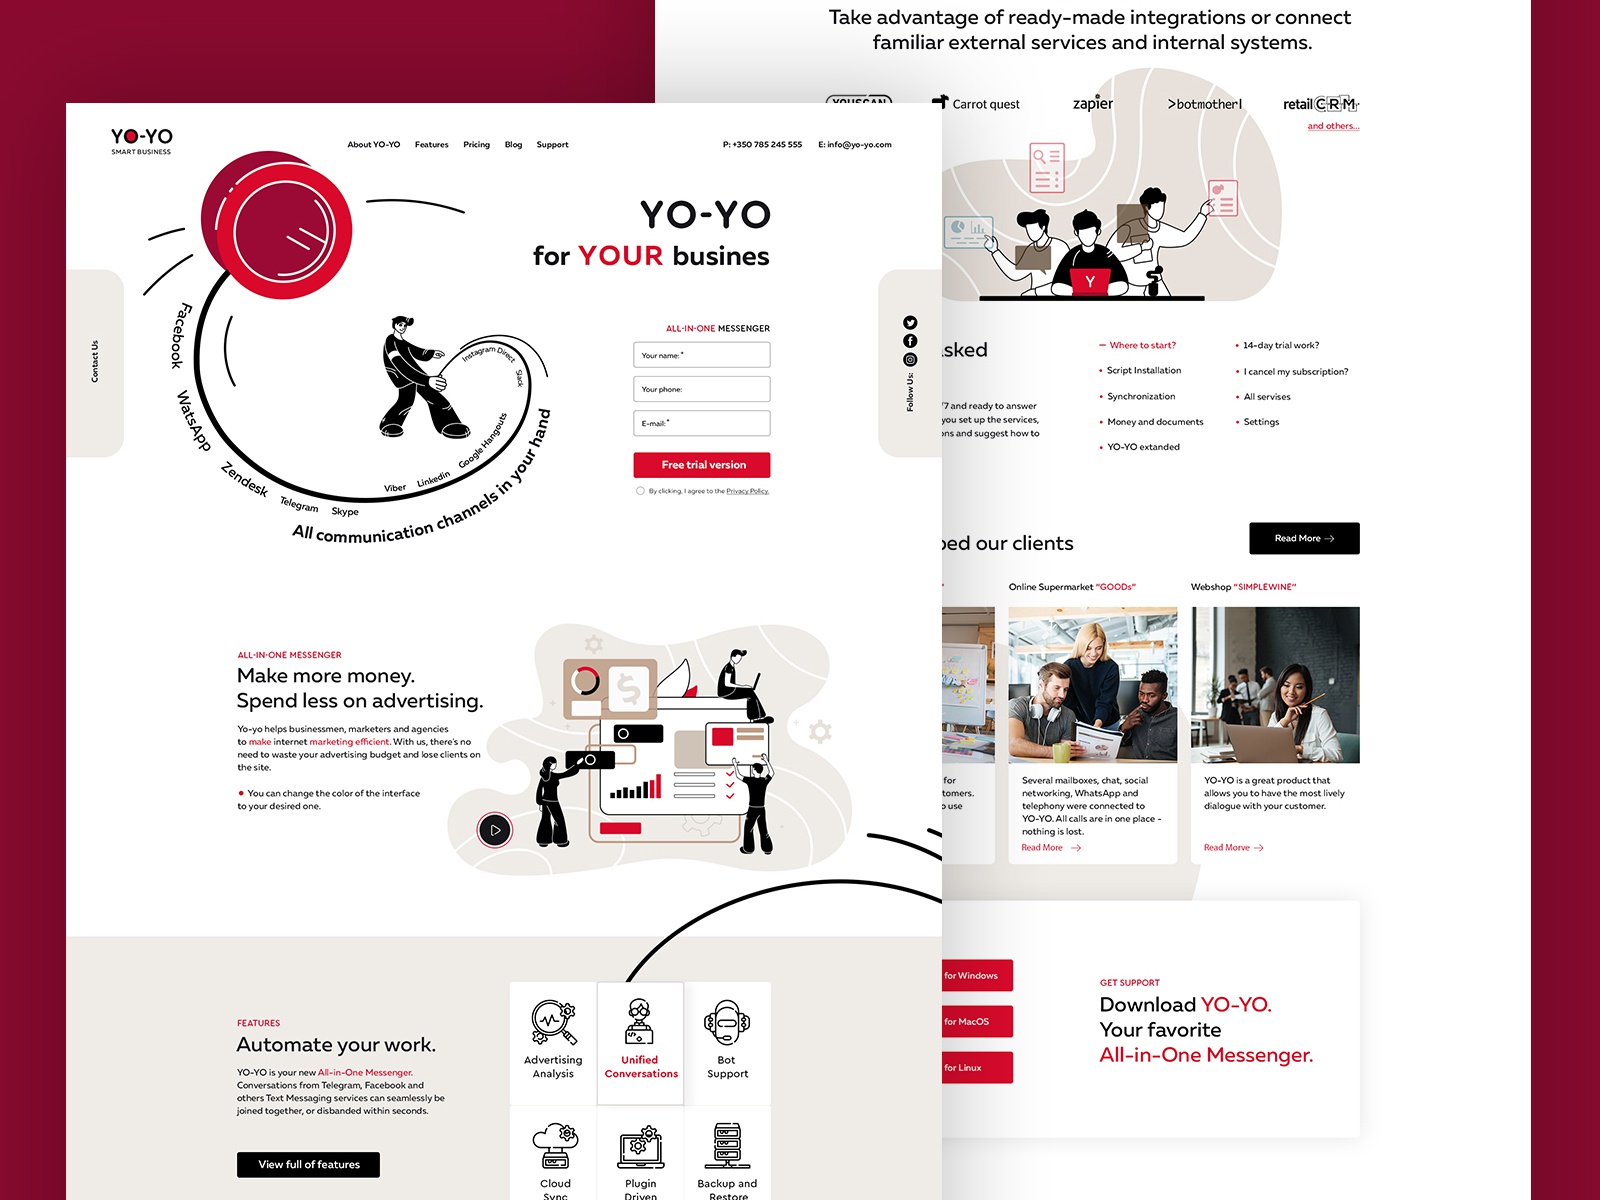 YO-YO
SMART BUSINESS
About YO-YO
Features
Pricing
Blog
Support
P: +350 785 245 555
E: info@yo-yo.com
YO-YO
for YOUR busines
ALL-IN-ONE MESSENGER
Your name: *
Your phone:
E-mail: *
Free trial version
By clicking, I agree to the Privacy Policy.
Contact Us
Follow Us:
Facebook
WatsApp
Zendesk
Telegram
Skype
Viber
Linkedin
Google Hangouts
Slack
Instagram Direct
All communication channels in your hand
ALL-IN-ONE MESSENGER
Make more money.
Spend less on advertising.
Yo-yo helps businessmen, marketers and agencies
to make internet marketing efficient. With us, there's no
need to waste your advertising budget and lose clients on
the site.
• You can change the color of the interface
to your desired one.
$
FEATURES
Automate your work.
YO-YO is your new All-in-One Messenger.
Conversations from Telegram, Facebook and
others Text Messaging services can seamlessly be
joined together, or disbanded within seconds.
View full of features
Advertising
Analysis
Unified
Conversations
Bot
Support
Cloud
Sync
Plugin
Driven
Backup and
Restore
Take advantage of ready-made integrations or connect
familiar external services and internal systems.
YOUSCAN
Carrot quest
zapier
>botmother!
retailCRM
and others...
Y
sked
— Where to start?
• Script Installation
• Synchronization
• Money and documents
• YO-YO extanded
• 14-day trial work?
• I cancel my subscription?
• All servises
• Settings
/7 and ready to answer
you set up the services,
ons and suggest how to
ped our clients
Read More →
Online Supermarket “GOODs”
Webshop “SIMPLEWINE”
for
tomers.
o use
Several mailboxes, chat, social
networking, WhatsApp and
telephony were connected to
YO-YO. All calls are in one place -
nothing is lost.
Read More →
YO-YO is a great product that
allows you to have the most lively
dialogue with your customer.
Read Morve →
for Windows
for MacOS
for Linux
GET SUPPORT
Download YO-YO.
Your favorite
All-in-One Messenger.